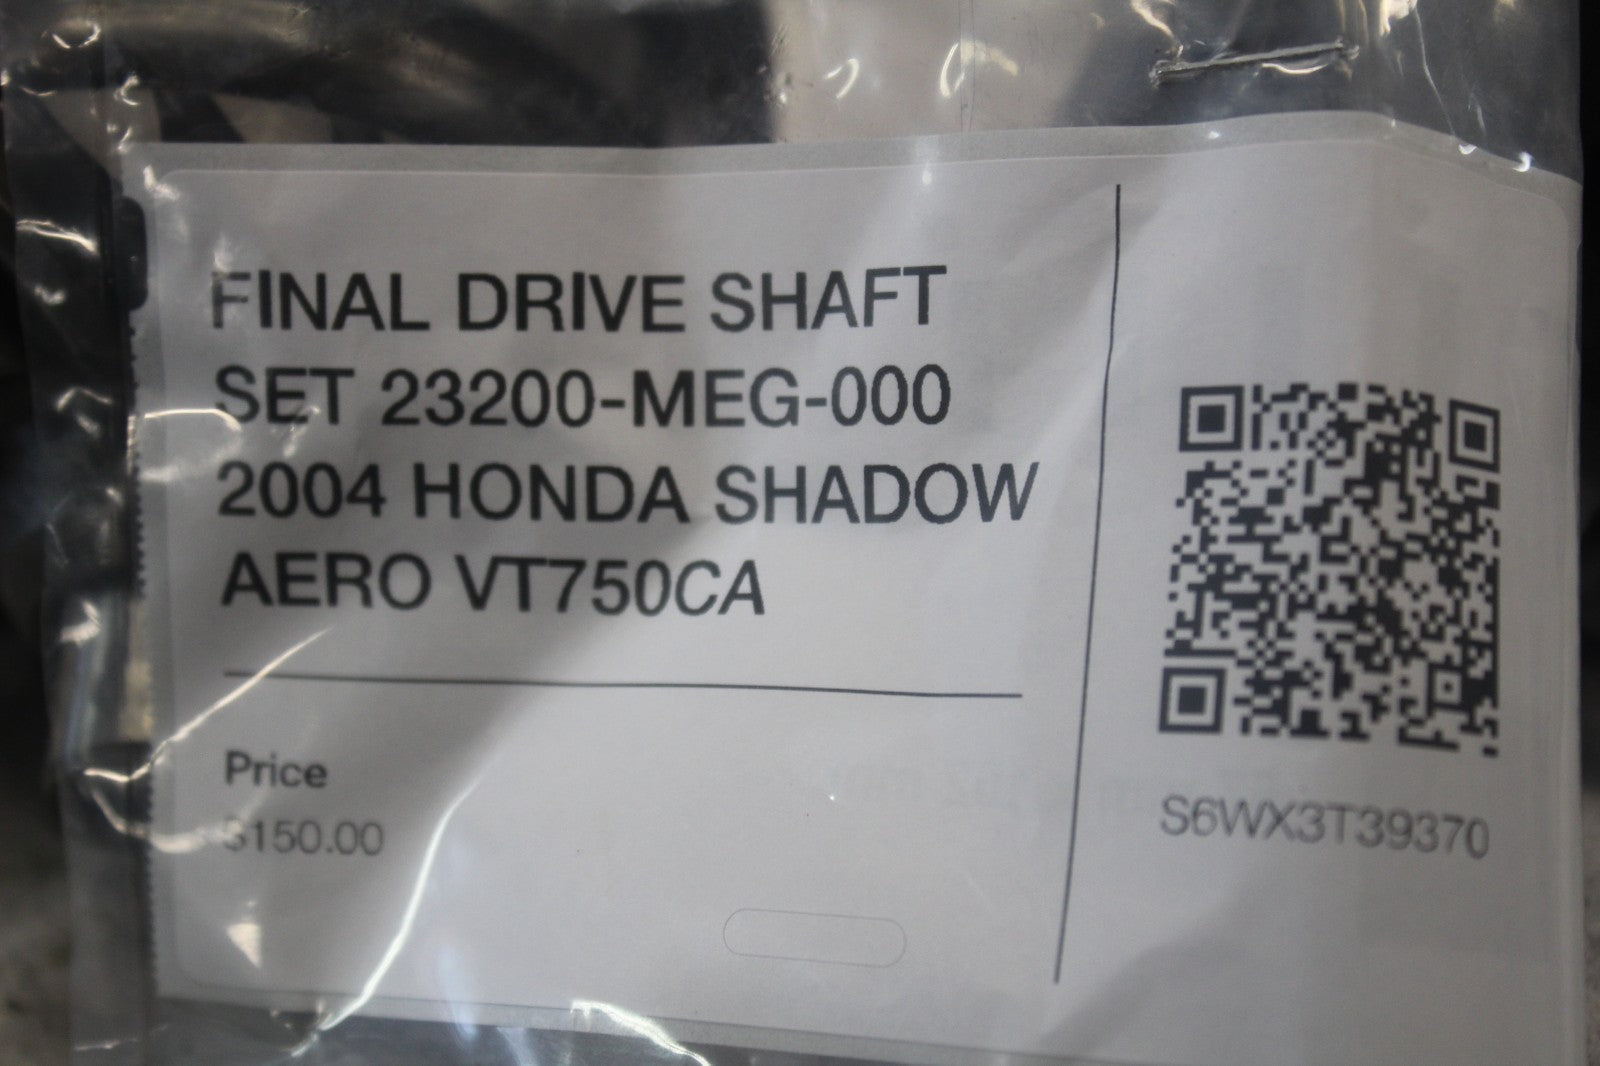 FINAL DRIVE SHAFT
SET 23200-MEG-000
2004 HONDA SHADOW
AERO VT750CA
Price
$150.00
S6WX3T39370